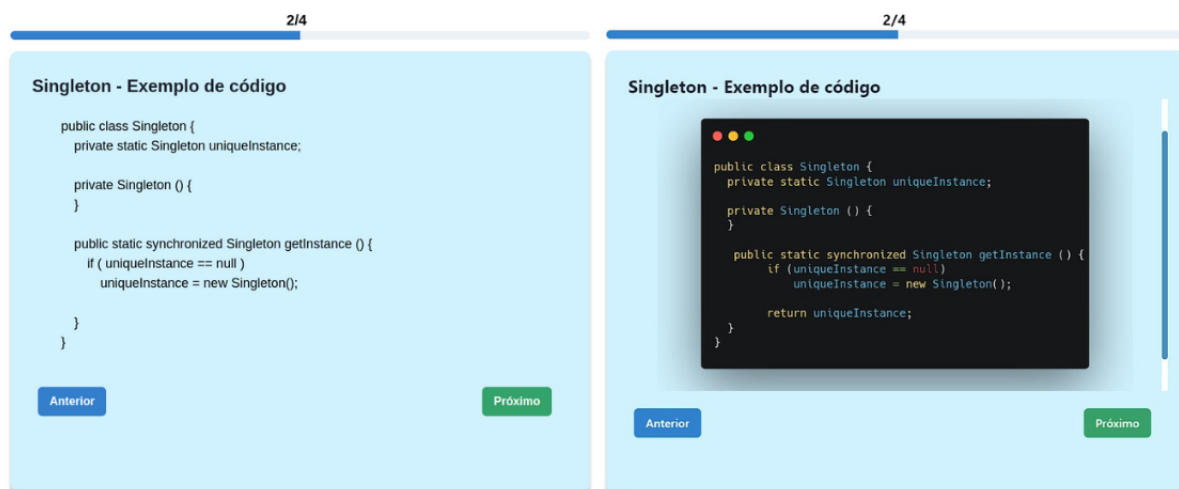 2/4
Singleton - Exemplo de código
public class Singleton {
private static Singleton uniqueInstance;
private Singleton () {
}
public static synchronized Singleton getInstance () {
if ( uniqueInstance == null )
uniqueInstance = new Singleton();
}
}
Anterior
Próximo
2/4
Singleton - Exemplo de código
public class Singleton {
private static Singleton uniqueInstance;
private Singleton () {
}
public static synchronized Singleton getInstance () {
if (uniqueInstance == null)
uniqueInstance = new Singleton();
return uniqueInstance;
}
}
Anterior
Próximo